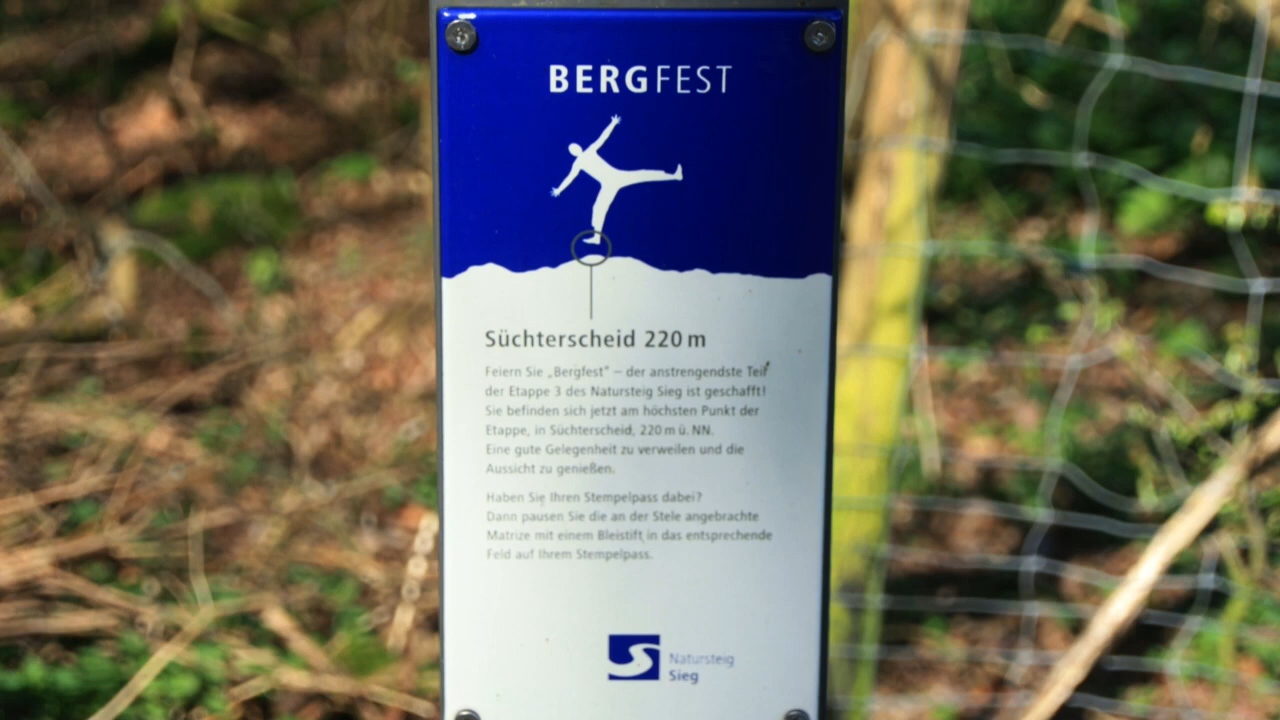 BERGFEST
Süchterscheid 220 m
Feiern Sie „Bergfest" – der anstrengendste Teil
der Etappe 3 des Natursteig Sieg ist geschafft!
Sie befinden sich jetzt am höchsten Punkt der
Etappe, in Süchterscheid, 220 m ü. NN.
Eine gute Gelegenheit zu verweilen und die
Aussicht zu genießen.
Haben Sie Ihren Stempelpass dabei?
Dann pausen Sie die an der Stele angebrachte
Matrize mit einem Bleistift in das entsprechende
Feld auf Ihrem Stempelpass.
Natursteig
Sieg